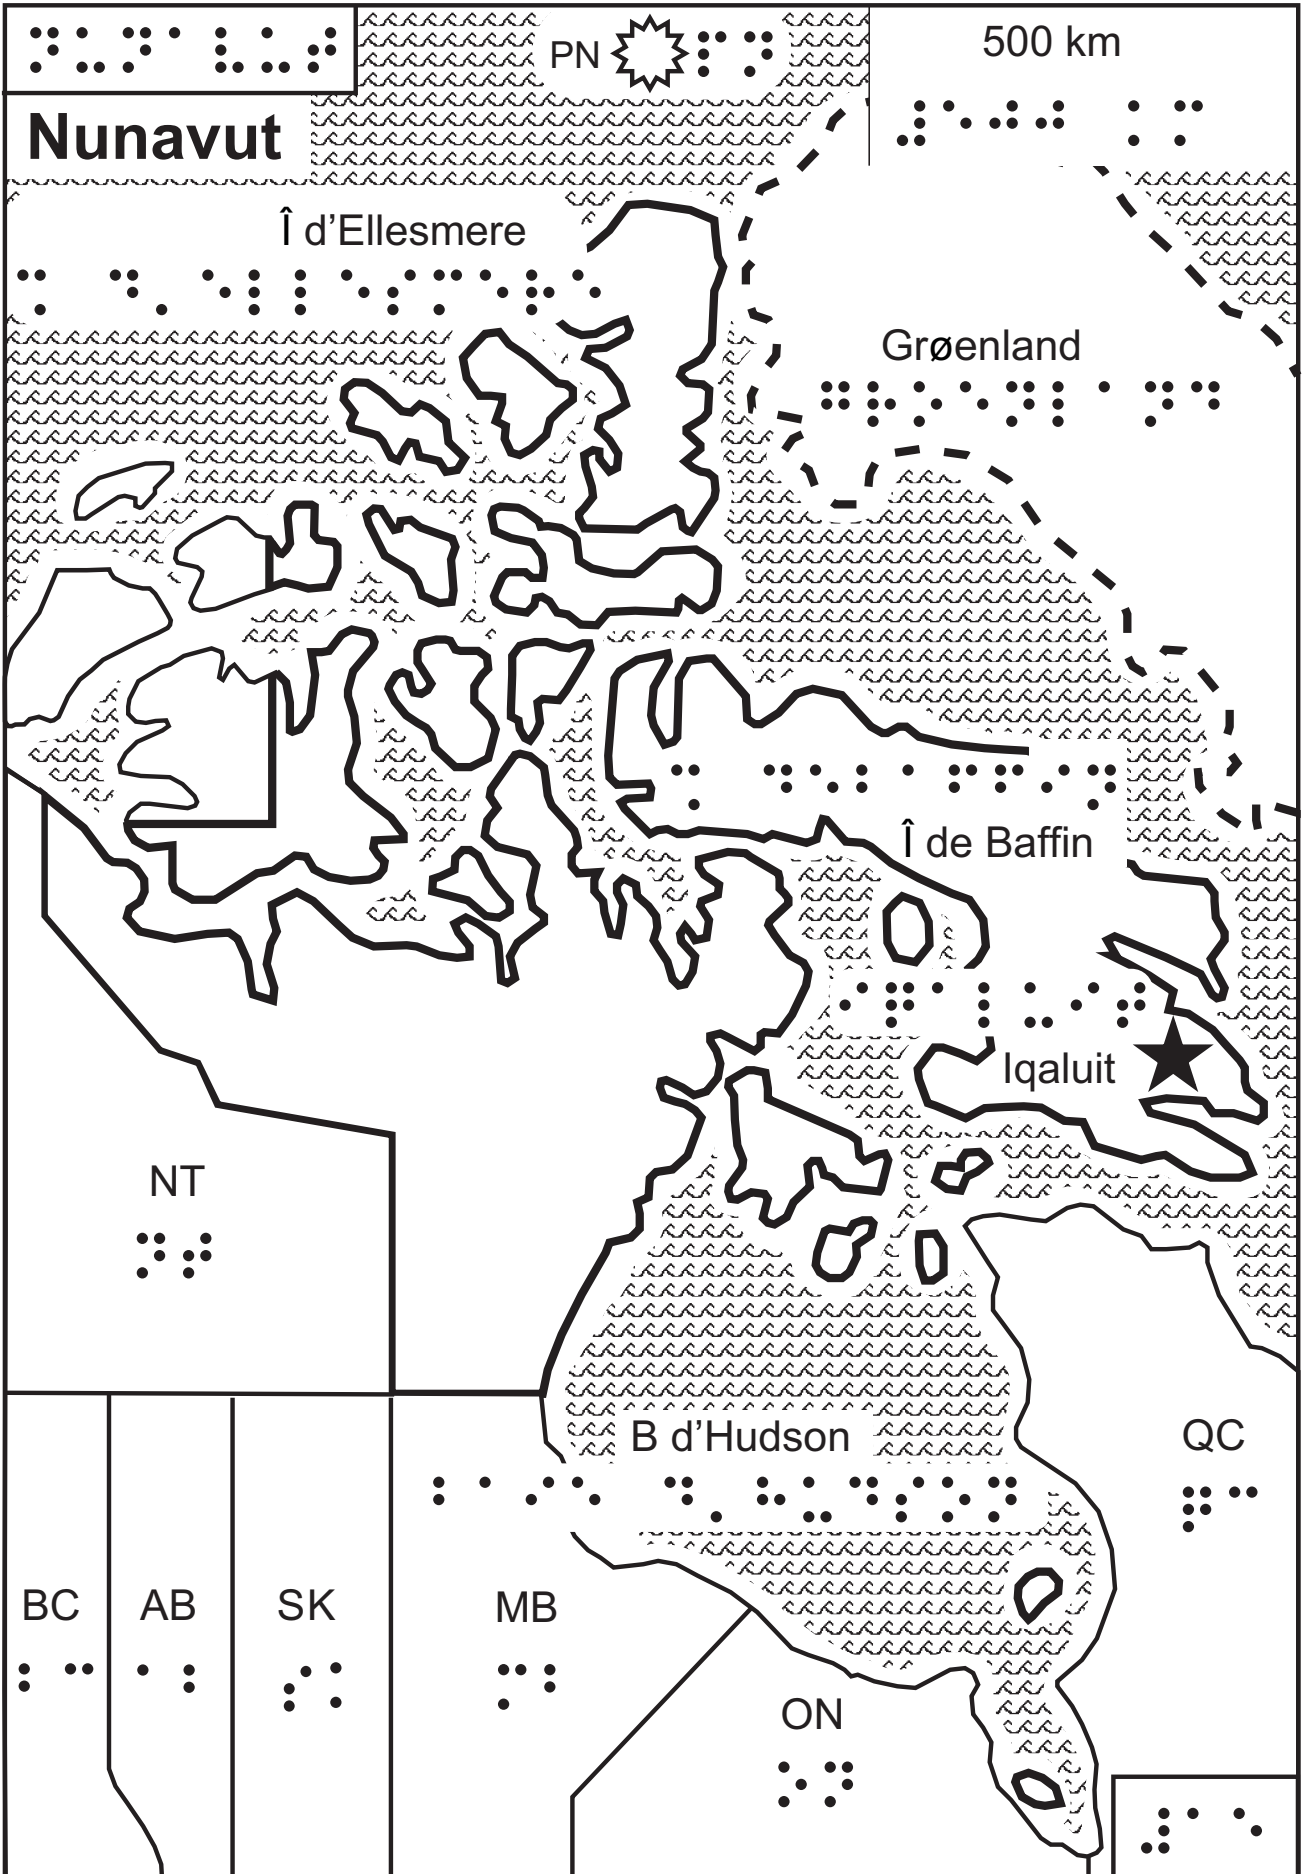 ⠝⠥⠝⠁⠧⠥⠞
Nunavut
PN ⠏⠝
500 km
⠼⠑⠚⠚ ⠅⠍
Î d’Ellesmere
⠩ ⠙⠄⠑⠇⠇⠑⠎⠍⠑⠗⠑
Grøenland
⠛⠗⠕⠑⠝⠇⠁⠝⠙
⠩ ⠙⠑ ⠃⠁⠋⠋⠊⠝
Î de Baffin
⠊⠟⠁⠇⠥⠊⠞
Iqaluit
NT
⠝⠞
B d’Hudson
⠃⠁⠊⠑ ⠙⠄⠓⠥⠙⠎⠕⠝
QC
⠟⠉
BC
⠃⠉
AB
⠁⠃
SK
⠎⠅
MB
⠍⠃
ON
⠕⠝
⠼⠁⠑